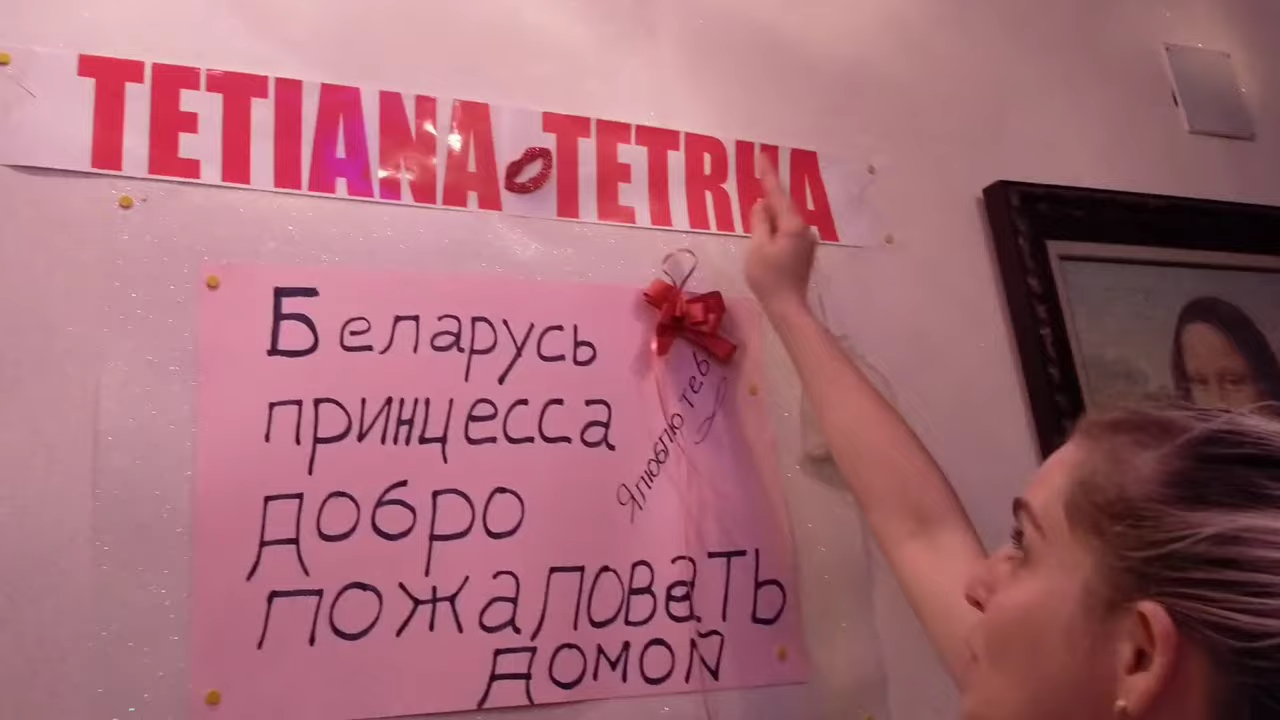 TETIANA TETRHA
Беларусь
принцесса
добро
пожаловать
домой
Я люблю теб